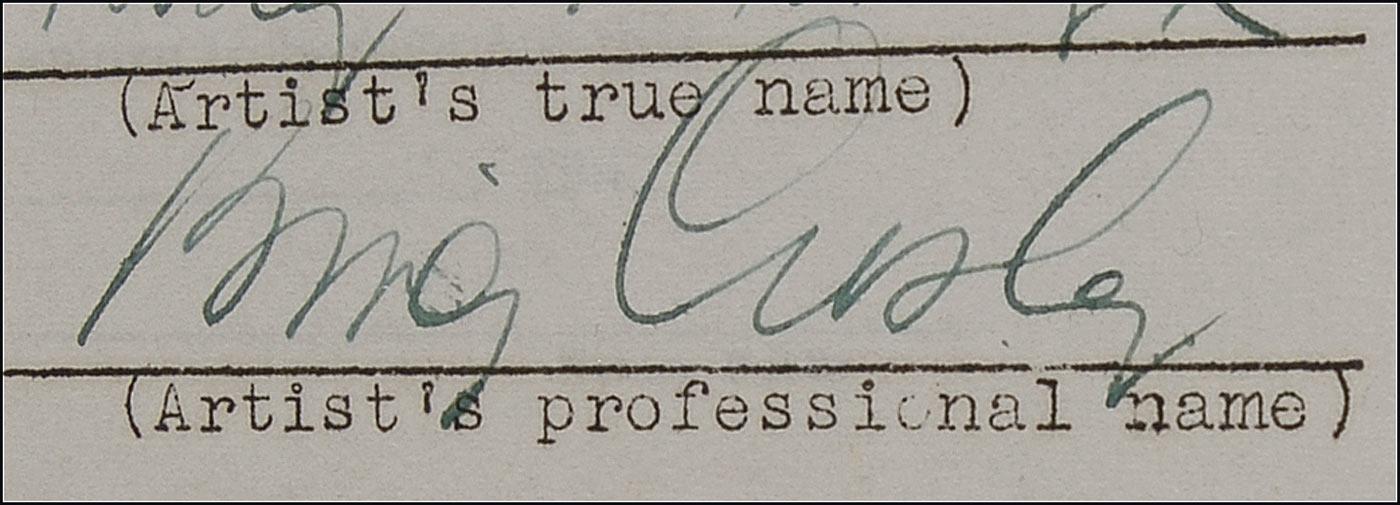 (Artist's true name)
Bing Crosby
(Artist's professional name)